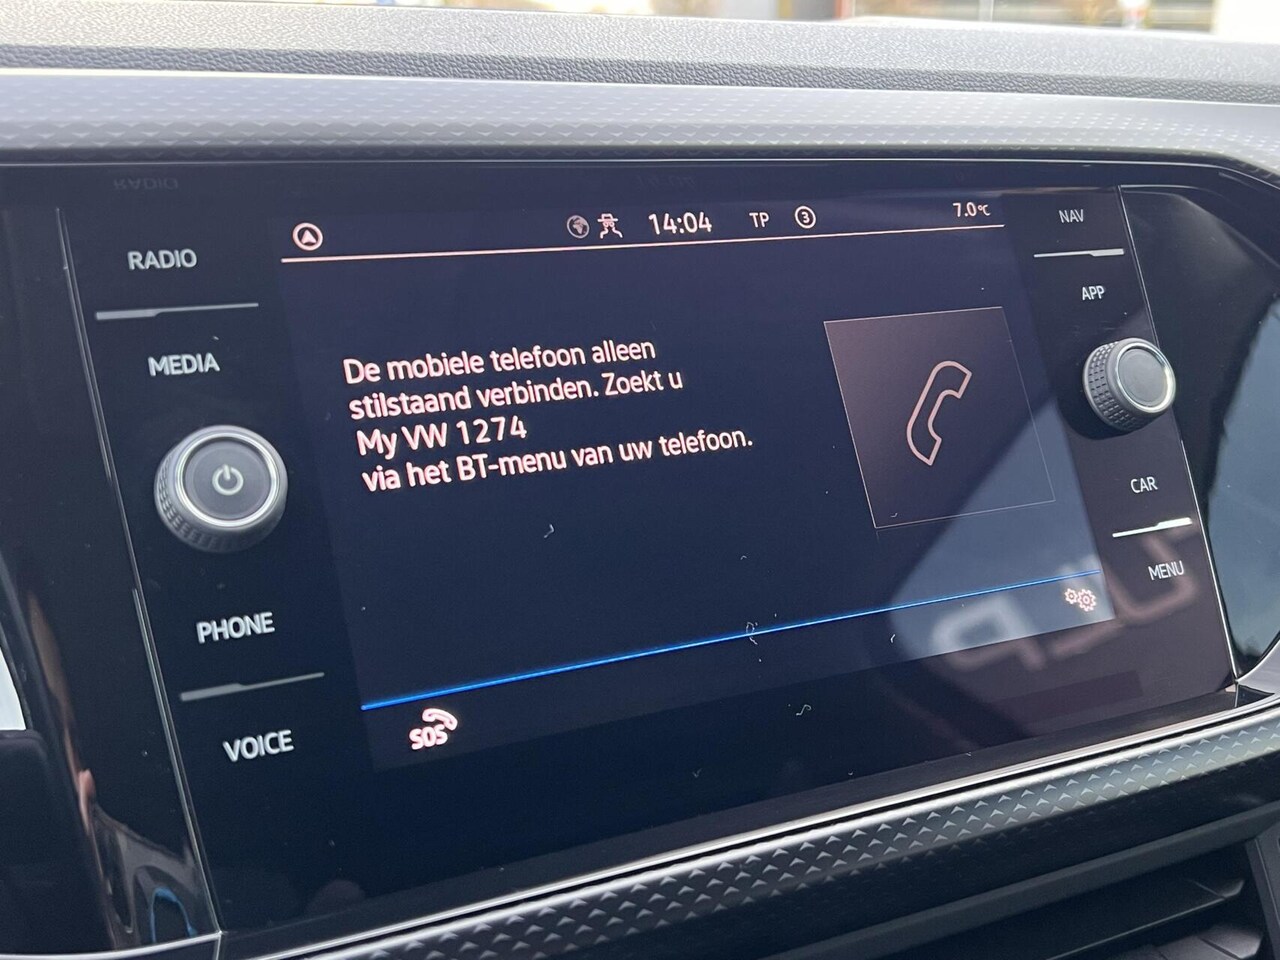 RADIO
MEDIA
PHONE
VOICE
14:04 TP 3 7.0°C
De mobiele telefoon alleen
stilstaand verbinden. Zoekt u
My VW 1274
via het BT-menu van uw telefoon.
SOS
NAV
APP
CAR
MENU